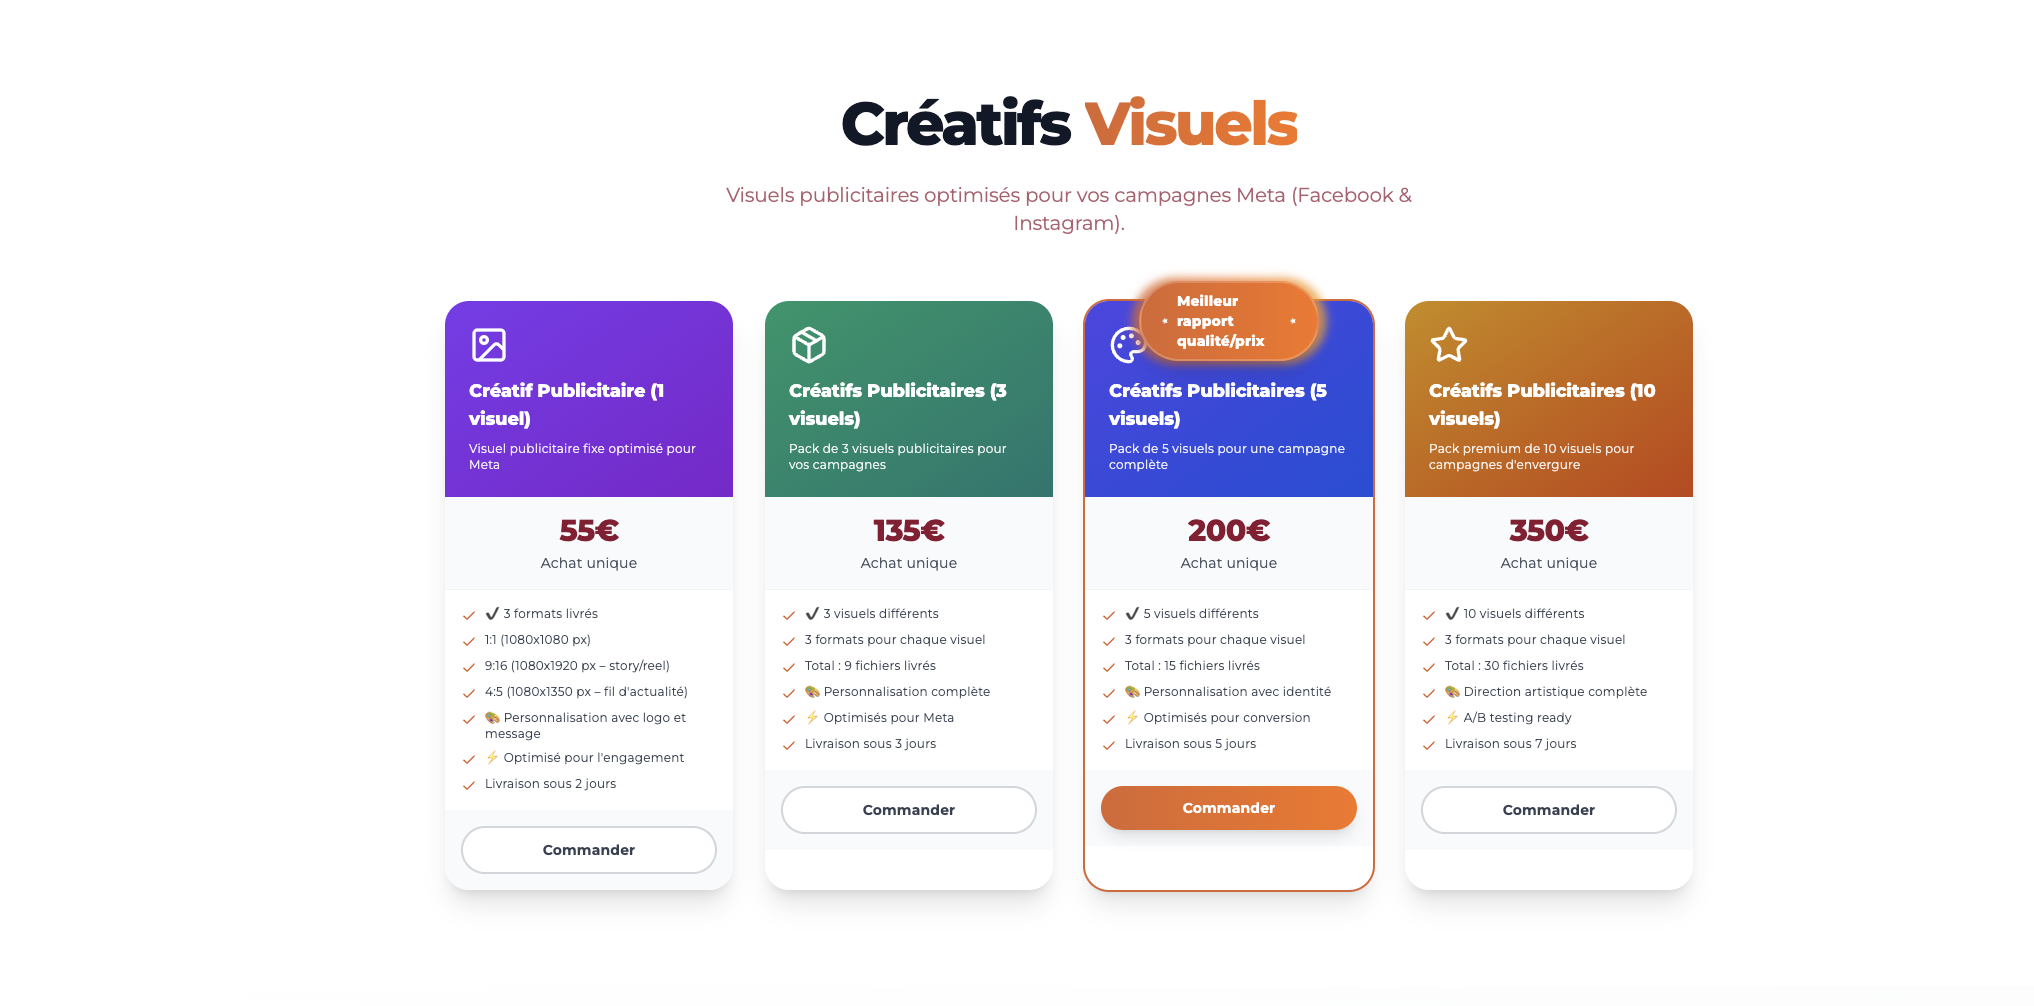 Créatifs Visuels
Visuels publicitaires optimisés pour vos campagnes Meta (Facebook &
Instagram).
Créatif Publicitaire (1
visuel)
Visuel publicitaire fixe optimisé pour
Meta
55€
Achat unique
✔ 3 formats livrés
1:1 (1080x1080 px)
9:16 (1080x1920 px – story/reel)
4:5 (1080x1350 px – fil d'actualité)
🎨 Personnalisation avec logo et
message
⚡ Optimisé pour l'engagement
Livraison sous 2 jours
Commander
Créatifs Publicitaires (3
visuels)
Pack de 3 visuels publicitaires pour
vos campagnes
135€
Achat unique
✔ 3 visuels différents
3 formats pour chaque visuel
Total : 9 fichiers livrés
🎨 Personnalisation complète
⚡ Optimisés pour Meta
Livraison sous 3 jours
Commander
Meilleur
rapport
qualité/prix
Créatifs Publicitaires (5
visuels)
Pack de 5 visuels pour une campagne
complète
200€
Achat unique
✔ 5 visuels différents
3 formats pour chaque visuel
Total : 15 fichiers livrés
🎨 Personnalisation avec identité
⚡ Optimisés pour conversion
Livraison sous 5 jours
Commander
Créatifs Publicitaires (10
visuels)
Pack premium de 10 visuels pour
campagnes d'envergure
350€
Achat unique
✔ 10 visuels différents
3 formats pour chaque visuel
Total : 30 fichiers livrés
🎨 Direction artistique complète
⚡ A/B testing ready
Livraison sous 7 jours
Commander